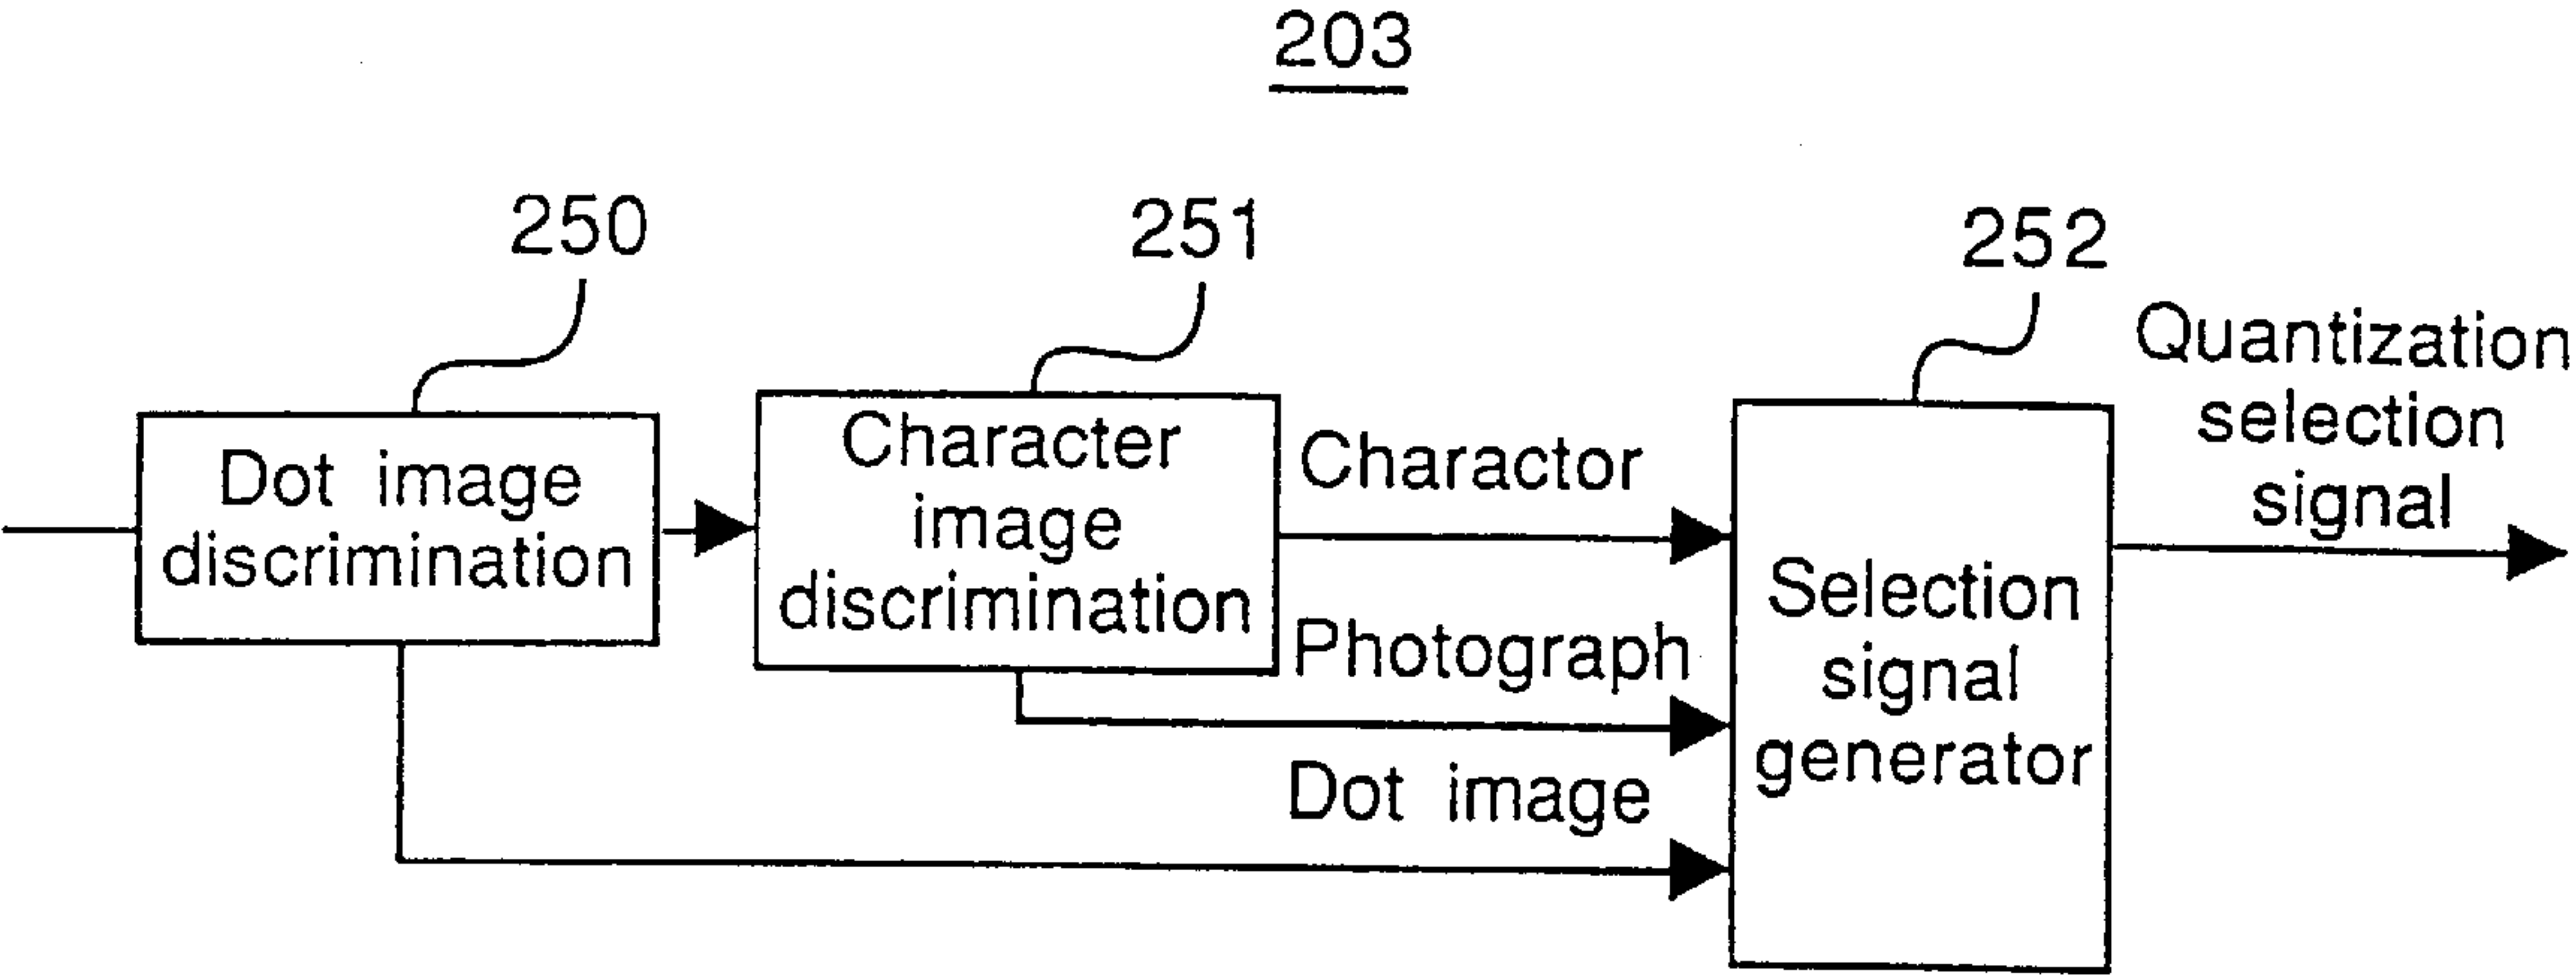 203
250
251
252
Dot image
discrimination
Character
image
discrimination
Charactor
Photograph
Dot image
Selection
signal
generator
Quantization
selection
signal